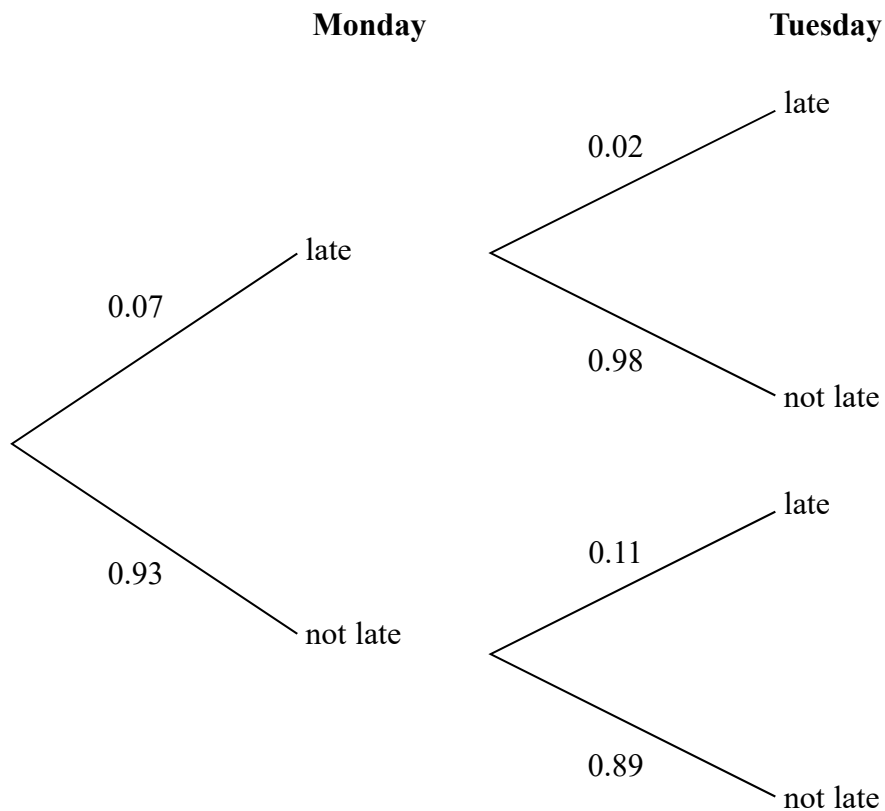 Monday
Tuesday
late
0.02
late
0.07
0.98
not late
late
0.11
0.93
not late
0.89
not late